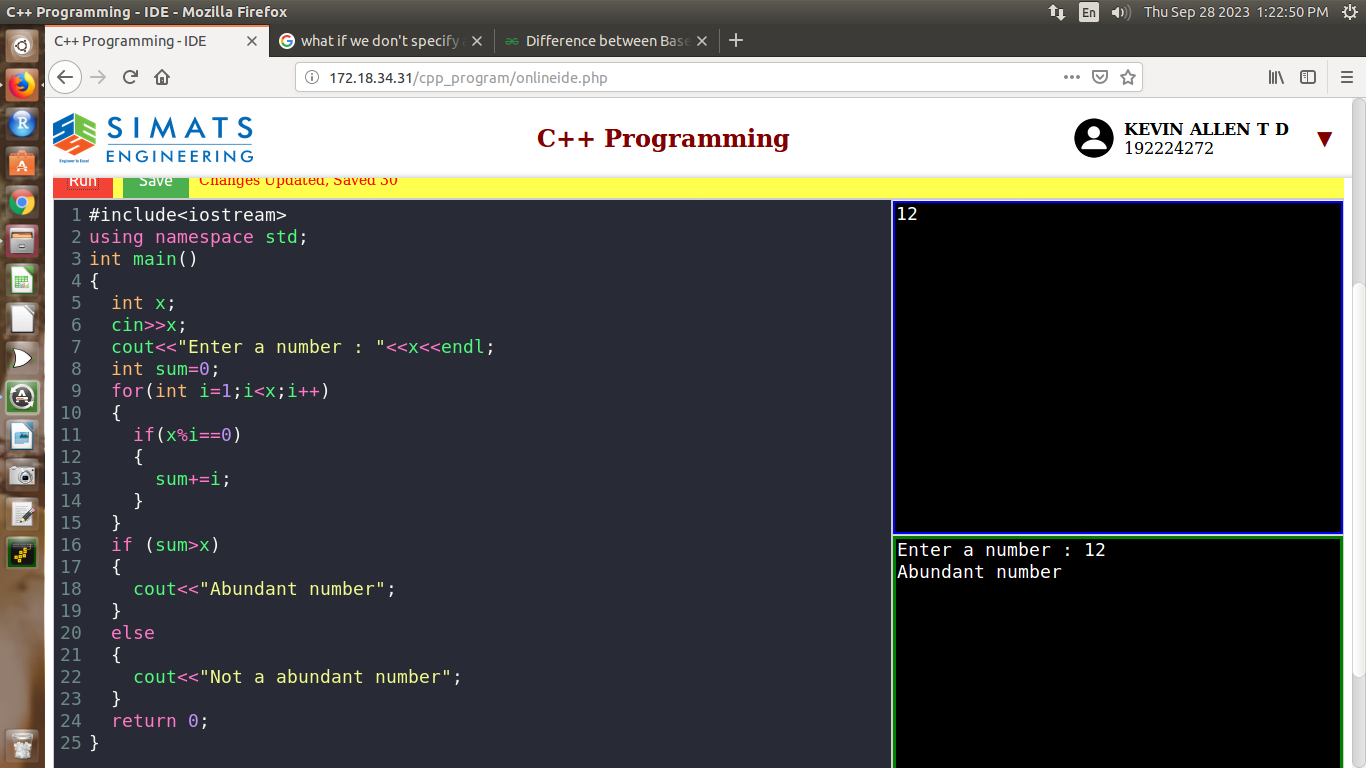 C++ Programming - IDE - Mozilla Firefox
En
Thu Sep 28 2023 1:22:50 PM
C++ Programming - IDE
what if we don't specify
Difference between Base
172.18.34.31/cpp_program/onlineide.php
SIMATS
ENGINEERING
Engineer to Excel
C++ Programming
KEVIN ALLEN T D
192224272
Run
Save
Changes Updated, Saved 30
1 #include<iostream>
2 using namespace std;
3 int main()
4 {
5 int x;
6 cin>>x;
7 cout<<"Enter a number : "<<x<<endl;
8 int sum=0;
9 for(int i=1;i<x;i++)
10 {
11 if(x%i==0)
12 {
13 sum+=i;
14 }
15 }
16 if (sum>x)
17 {
18 cout<<"Abundant number";
19 }
20 else
21 {
22 cout<<"Not a abundant number";
23 }
24 return 0;
25 }
12
Enter a number : 12
Abundant number